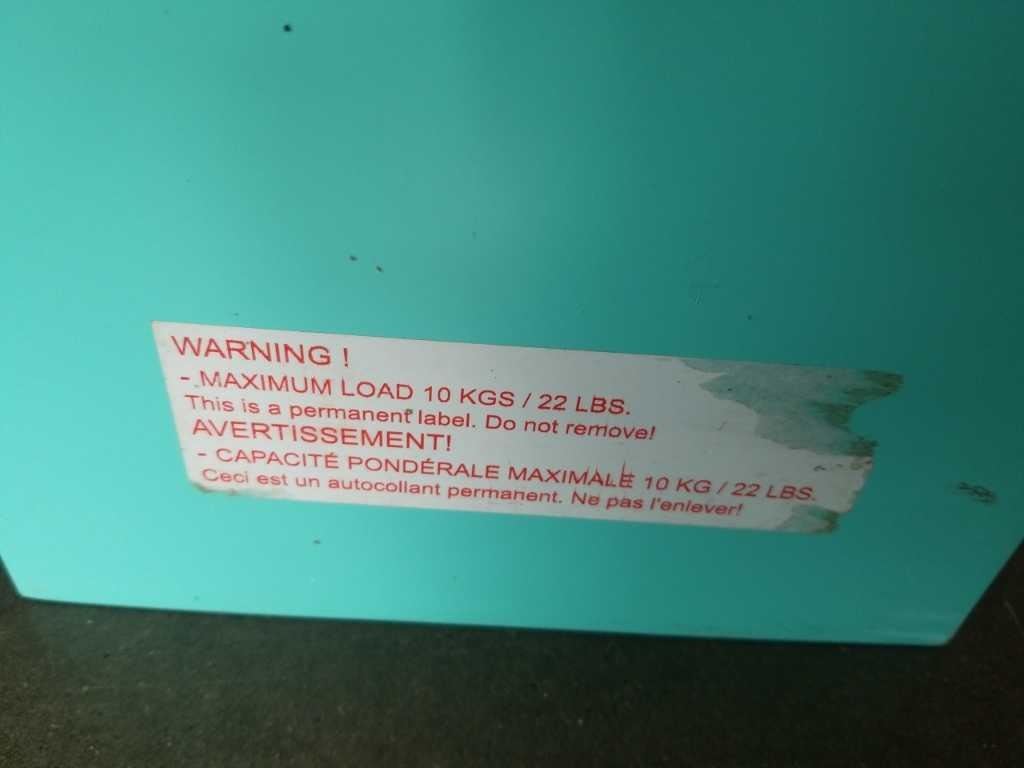 WARNING !
- MAXIMUM LOAD 10 KGS / 22 LBS.
This is a permanent label. Do not remove!
AVERTISSEMENT!
- CAPACITÉ PONDÉRALE MAXIMALE 10 KG / 22 LBS.
Ceci est un autocollant permanent. Ne pas l'enlever!